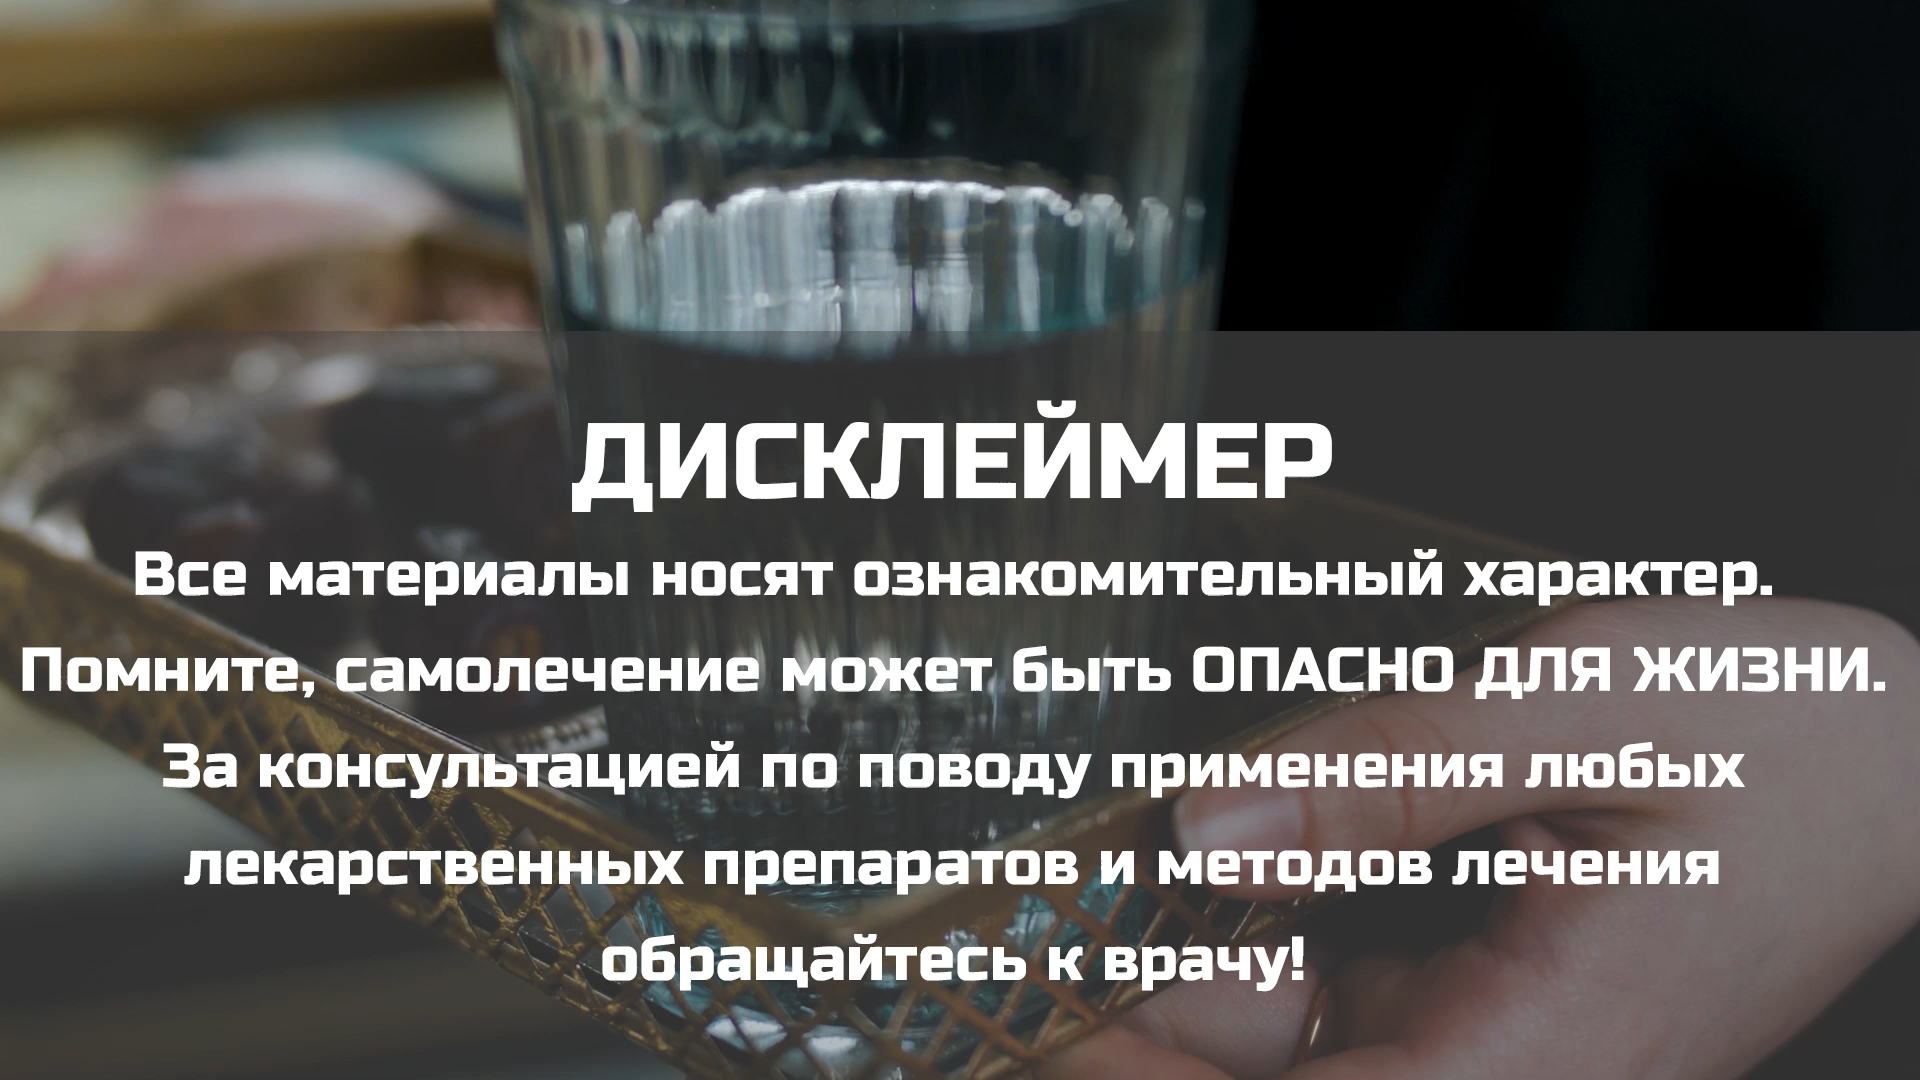 ДИСКЛЕЙМЕР
Все материалы носят ознакомительный характер.
Помните, самолечение может быть ОПАСНО ДЛЯ ЖИЗНИ.
За консультацией по поводу применения любых
лекарственных препаратов и методов лечения
обращайтесь к врачу!